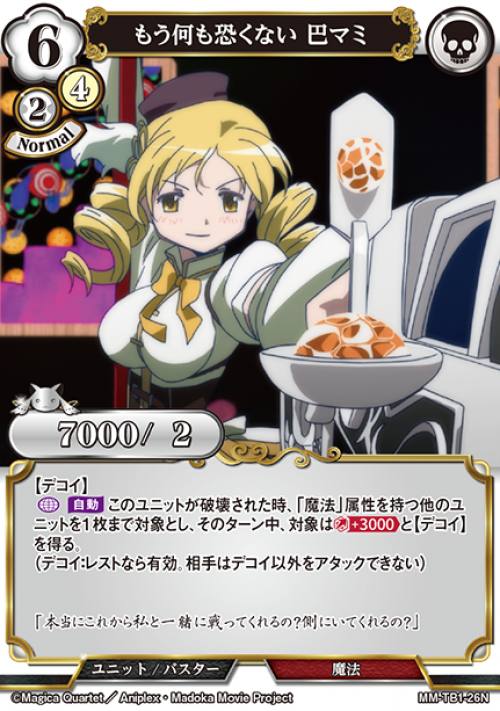 6
もう何も恐くない 巴マミ
2
4
Normal
7000/ 2
【デコイ】
自動 このユニットが破壊された時、「魔法」属性を持つ他のユ
ニットを1枚まで対象とし、そのターン中、対象は+3000と【デコイ】
を得る。
(デコイ:レストなら有効。相手はデコイ以外をアタックできない)
「本当にこれから私と一緒に戦ってくれるの?側にいてくれるの?」
ユニット / バスター
魔法
©Magica Quartet／Aniplex・Madoka Movie Project
MM-TB1-26N